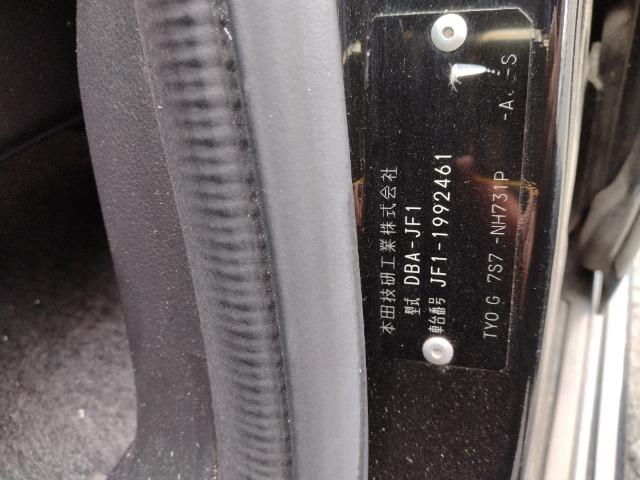 本田技研工業株式会社
型式 DBA-JF1
車台番号 JF1-1992461
TYO G 7S7 -NH731P -A